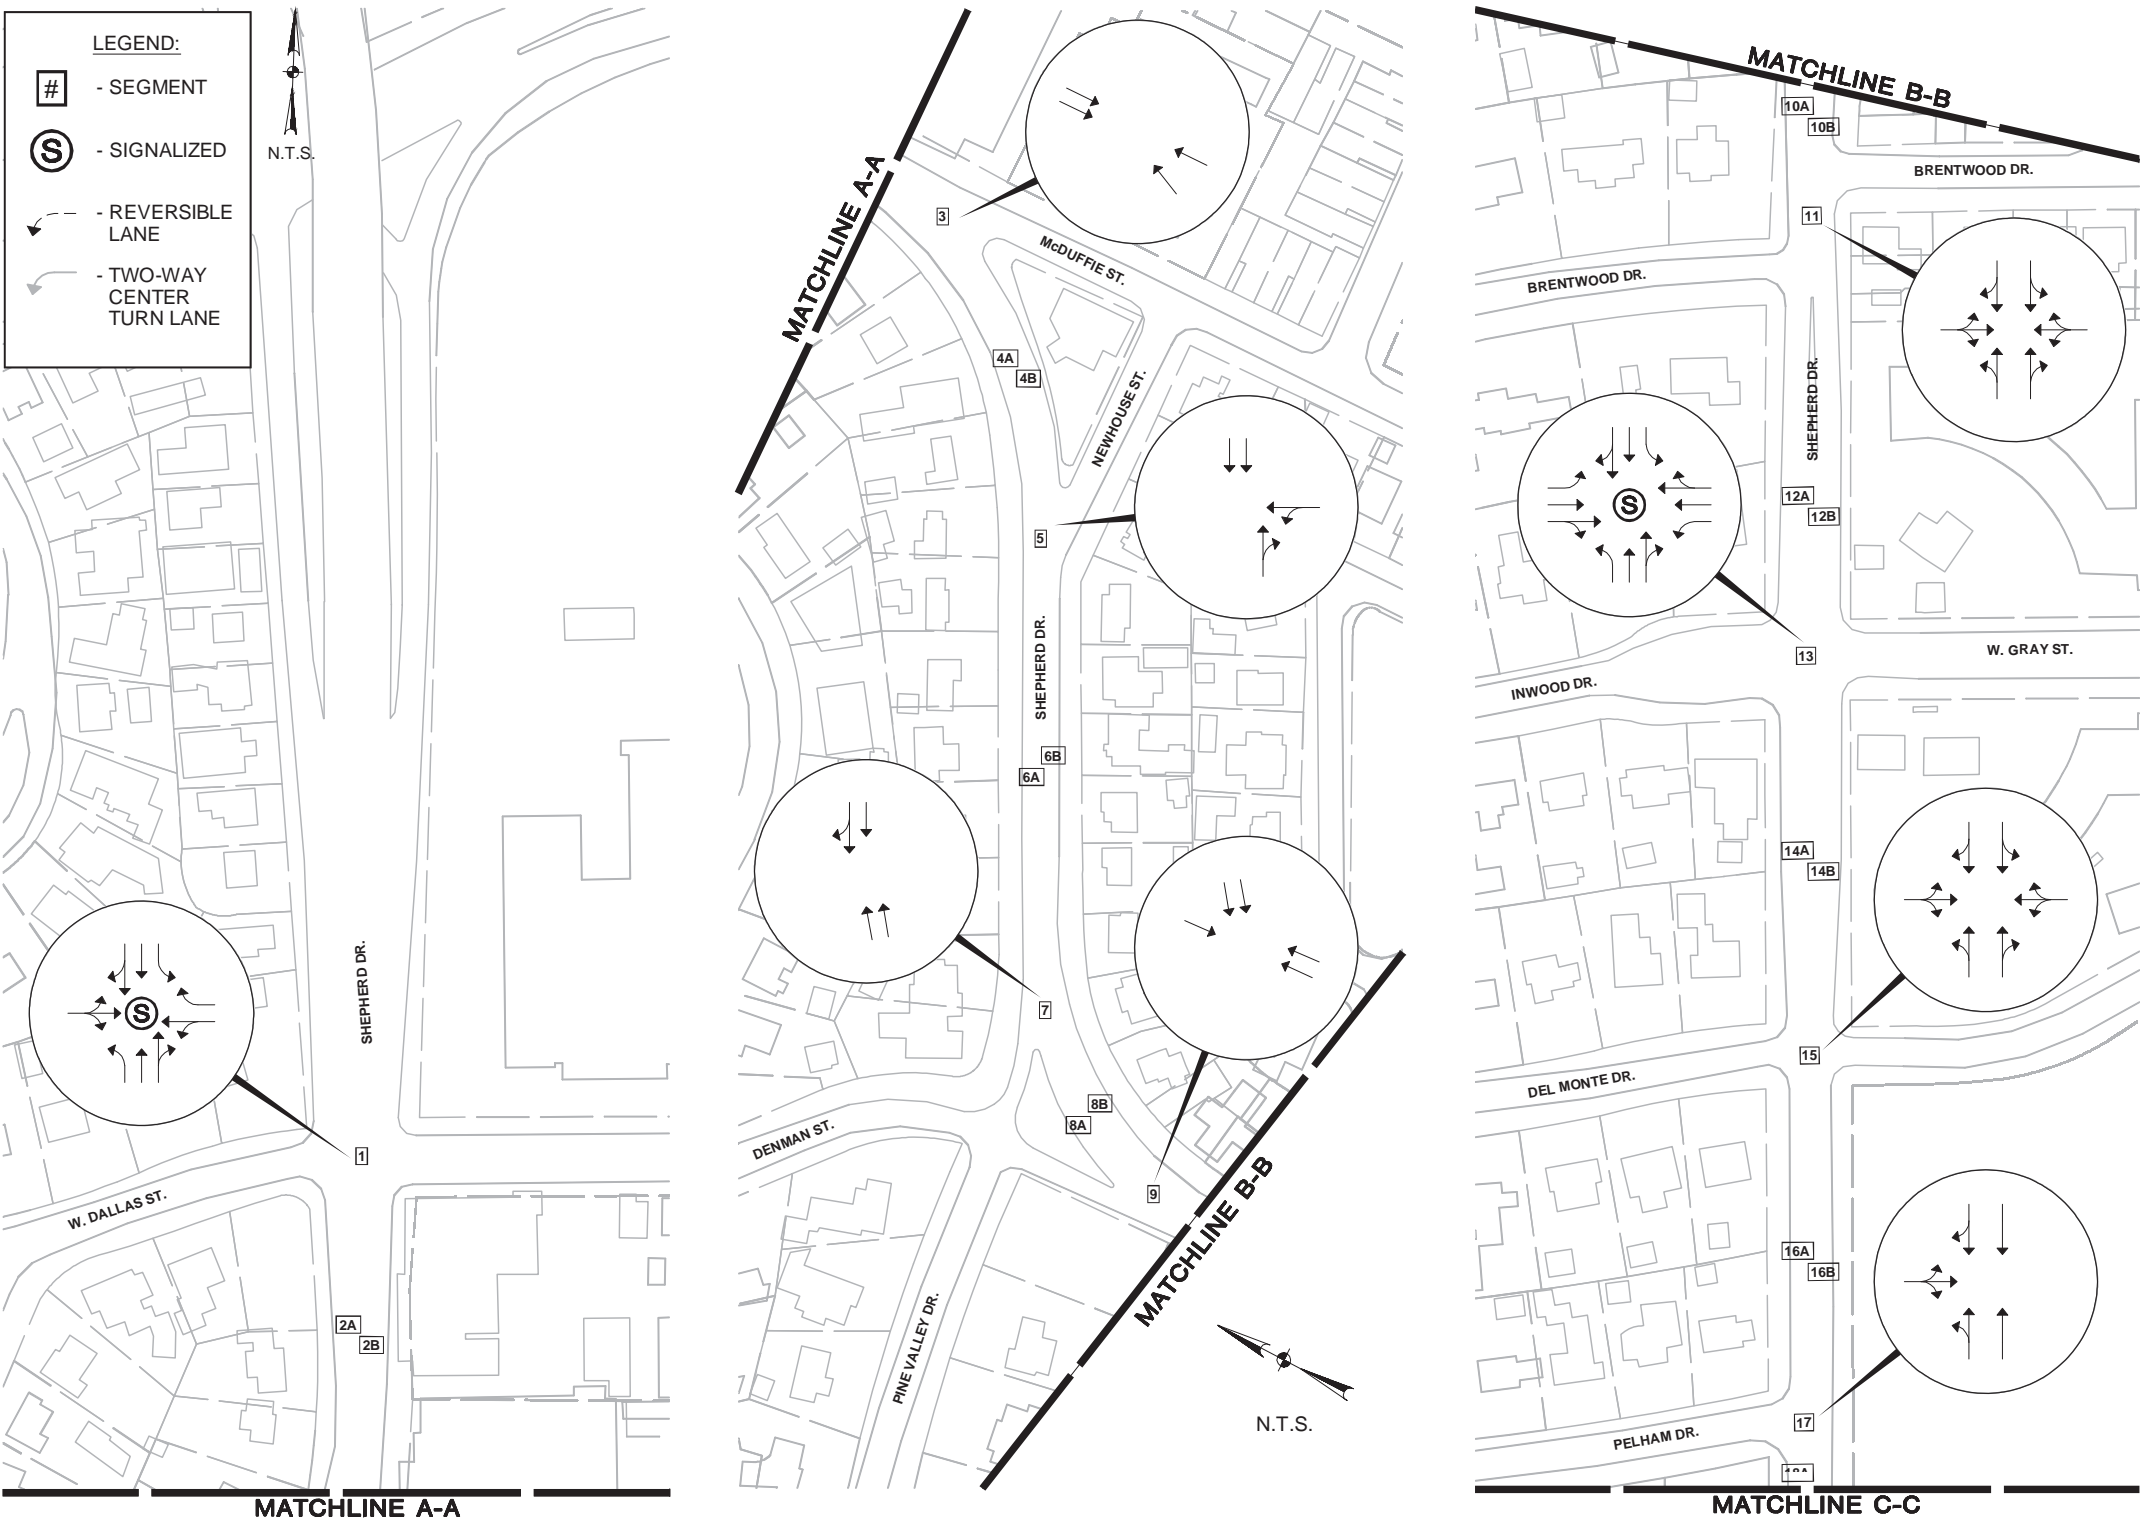 LEGEND:
# - SEGMENT
S - SIGNALIZED
- REVERSIBLE
LANE
- TWO-WAY
CENTER
TURN LANE
N.T.S.
S
SHEPHERD DR.
1
W. DALLAS ST.
2A
2B
MATCHLINE A-A
MATCHLINE A-A
3
McDUFFIE ST.
4A
4B
NEWHOUSE ST.
5
SHEPHERD DR.
6B
6A
7
8B
8A
DENMAN ST.
9
MATCHLINE B-B
PINE VALLEY DR.
N.T.S.
MATCHLINE B-B
10A
10B
BRENTWOOD DR.
11
BRENTWOOD DR.
SHEPHERD DR.
12A
12B
S
13
W. GRAY ST.
INWOOD DR.
14A
14B
15
DEL MONTE DR.
16A
16B
17
PELHAM DR.
18A
MATCHLINE C-C